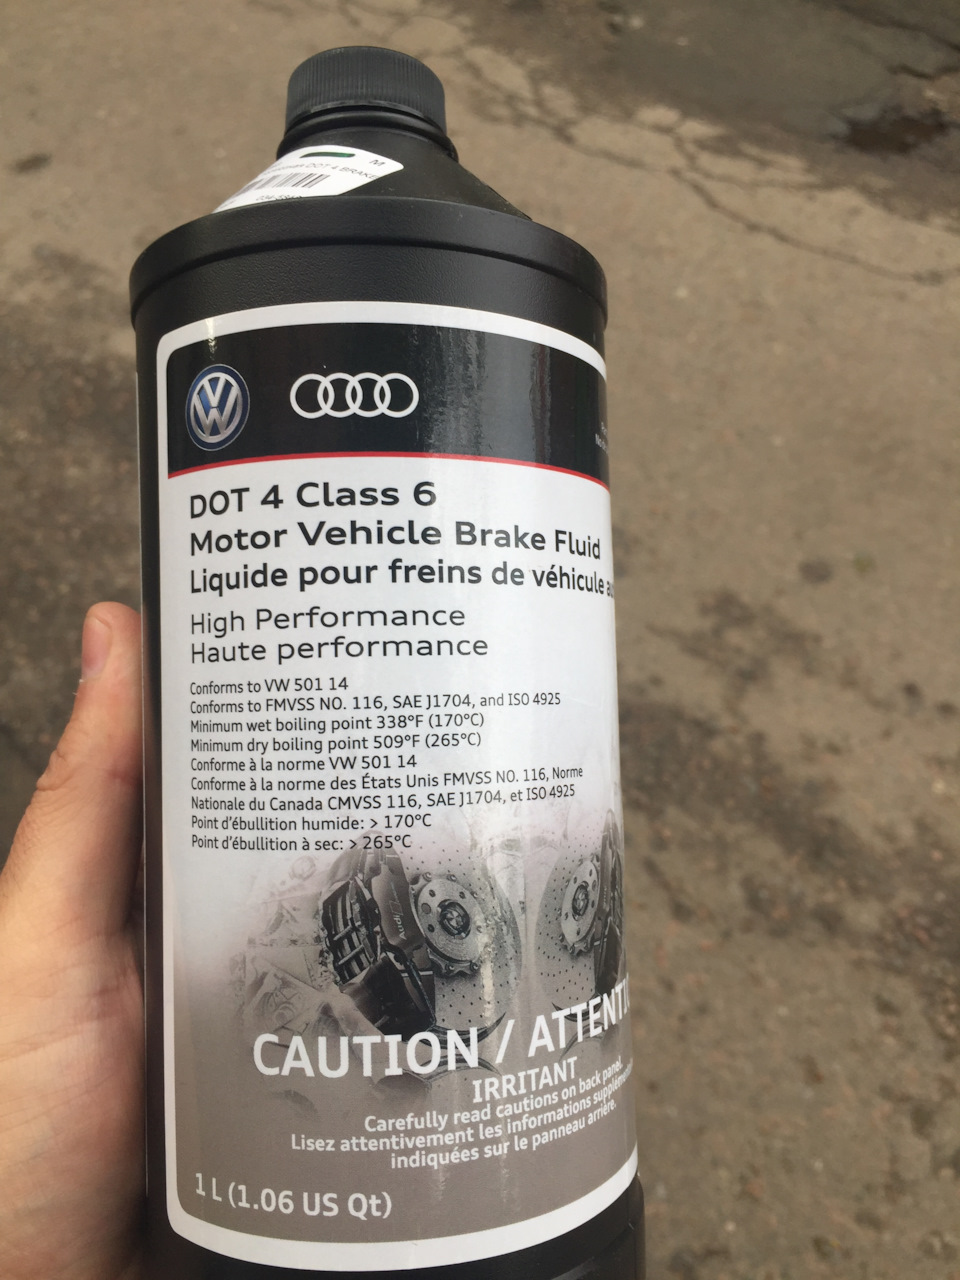 M
DOT 4 BRAKE
DOT 4 Class 6
Motor Vehicle Brake Fluid
Liquide pour freins de véhicule
High Performance
Haute performance
Conforms to VW 501 14
Conforms to FMVSS NO. 116, SAE J1704, and ISO 4925
Minimum wet boiling point 338°F (170°C)
Minimum dry boiling point 509°F (265°C)
Conforme à la norme VW 501 14
Conforme à la norme des États Unis FMVSS NO. 116, Norme
Nationale du Canada CMVSS 116, SAE J1704, et ISO 4925
Point d'ébullition humide: > 170°C
Point d'ébullition à sec: > 265°C
Audi
CAUTION / ATTENTI
IRRITANT
Carefully read cautions on back panel.
Lisez attentivement les informations
indiquées sur le panneau arrière.
1 L (1.06 US Qt)